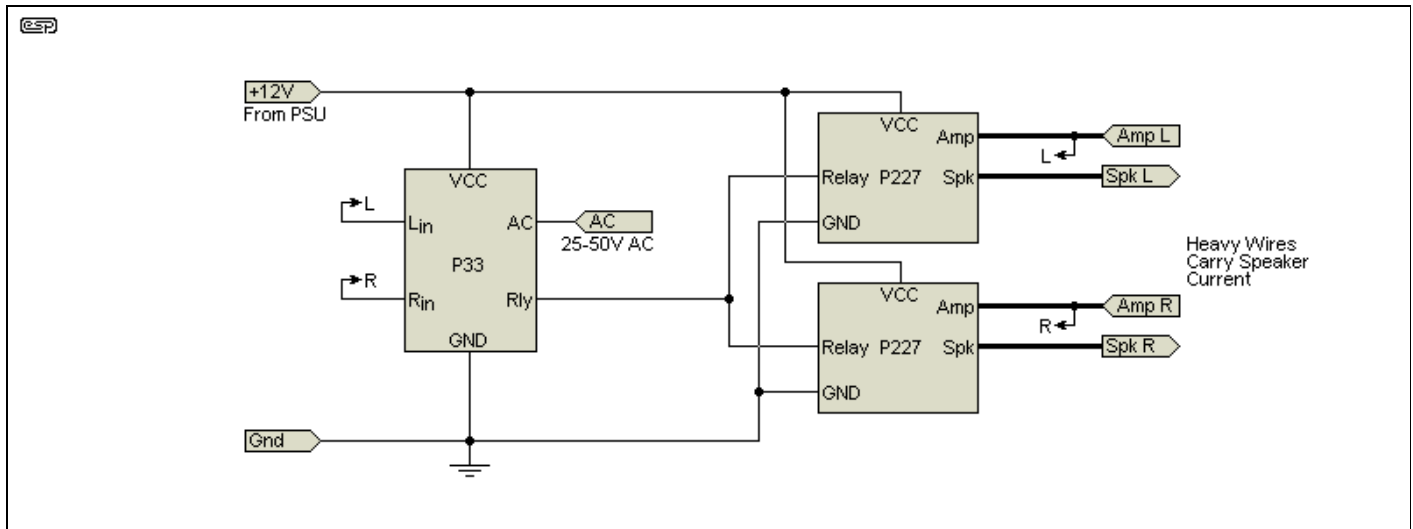 esp
+12V
From PSU
VCC
Amp
Amp L
L
Relay
P227
Spk
Spk L
GND
VCC
L
Lin
AC
AC
25-50V AC
P33
R
Rin
Rly
GND
Heavy Wires
Carry Speaker
Current
VCC
Amp
Amp R
R
Relay
P227
Spk
Spk R
GND
Gnd